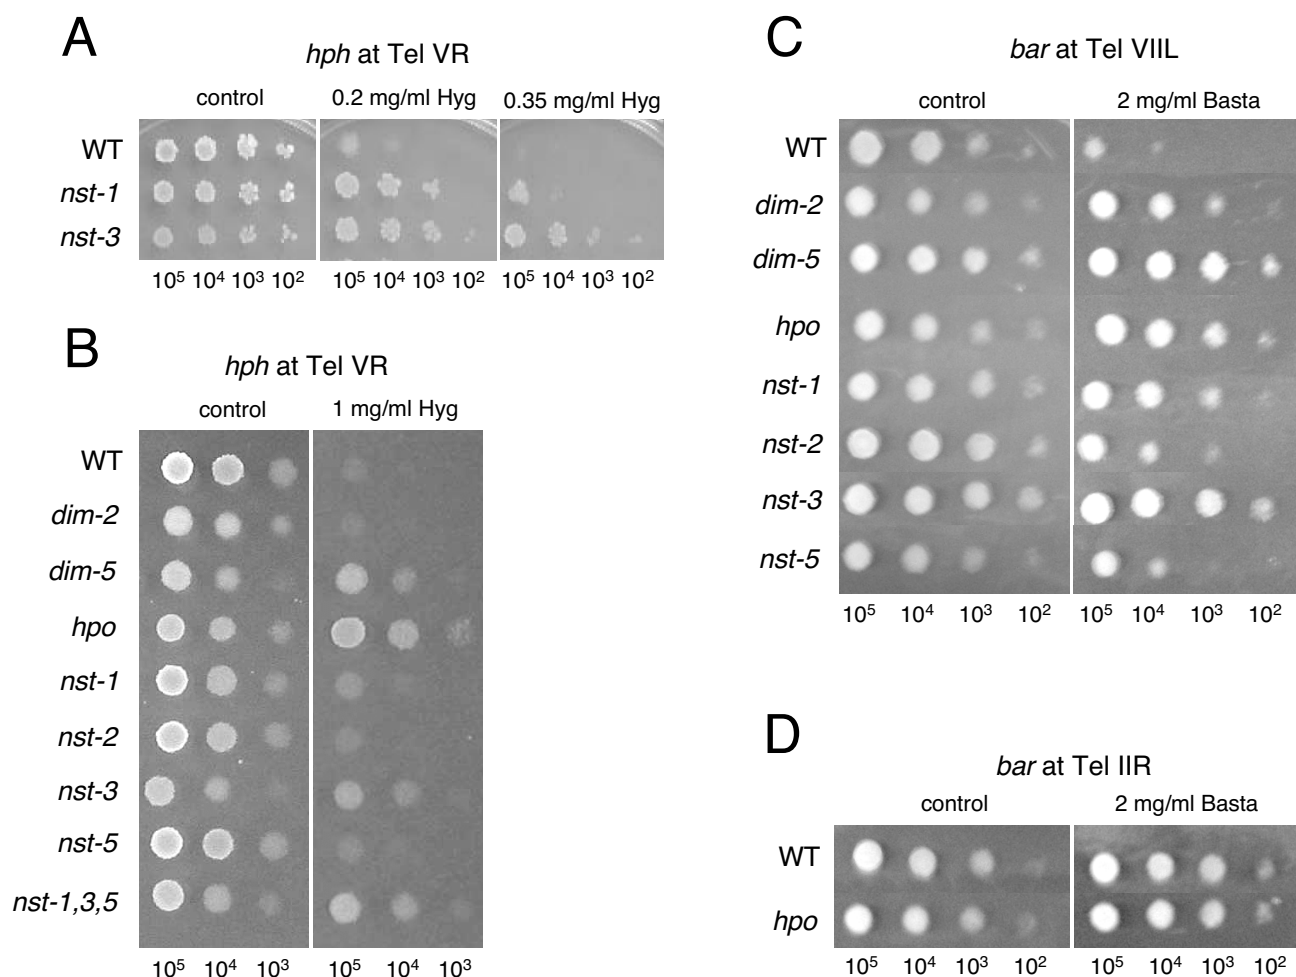 A
hph at Tel VR
control 0.2 mg/ml Hyg 0.35 mg/ml Hyg
WT
nst-1
nst-3
10⁵ 10⁴ 10³ 10² 10⁵ 10⁴ 10³ 10² 10⁵ 10⁴ 10³ 10²
B
hph at Tel VR
control 1 mg/ml Hyg
WT
dim-2
dim-5
hpo
nst-1
nst-2
nst-3
nst-5
nst-1,3,5
10⁵ 10⁴ 10³ 10⁵ 10⁴ 10³
C
bar at Tel VIIL
control 2 mg/ml Basta
WT
dim-2
dim-5
hpo
nst-1
nst-2
nst-3
nst-5
10⁵ 10⁴ 10³ 10² 10⁵ 10⁴ 10³ 10²
D
bar at Tel IIR
control 2 mg/ml Basta
WT
hpo
10⁵ 10⁴ 10³ 10² 10⁵ 10⁴ 10³ 10²